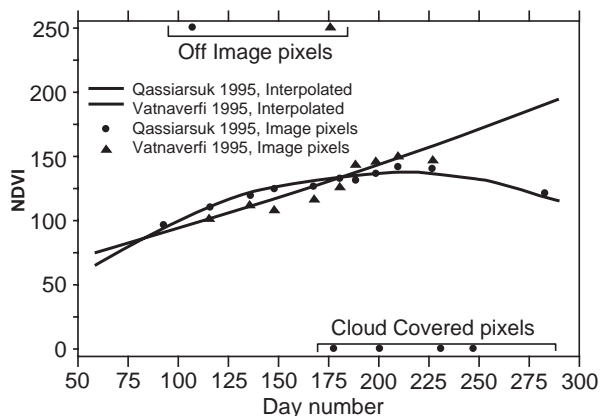 250
Off Image pixels
200
Qassiarsuk 1995, Interpolated
Vatnaverfi 1995, Interpolated
Qassiarsuk 1995, Image pixels
Vatnaverfi 1995, Image pixels
150
NDVI
100
50
Cloud Covered pixels
0
50 75 100 125 150 175 200 225 250 275 300
Day number